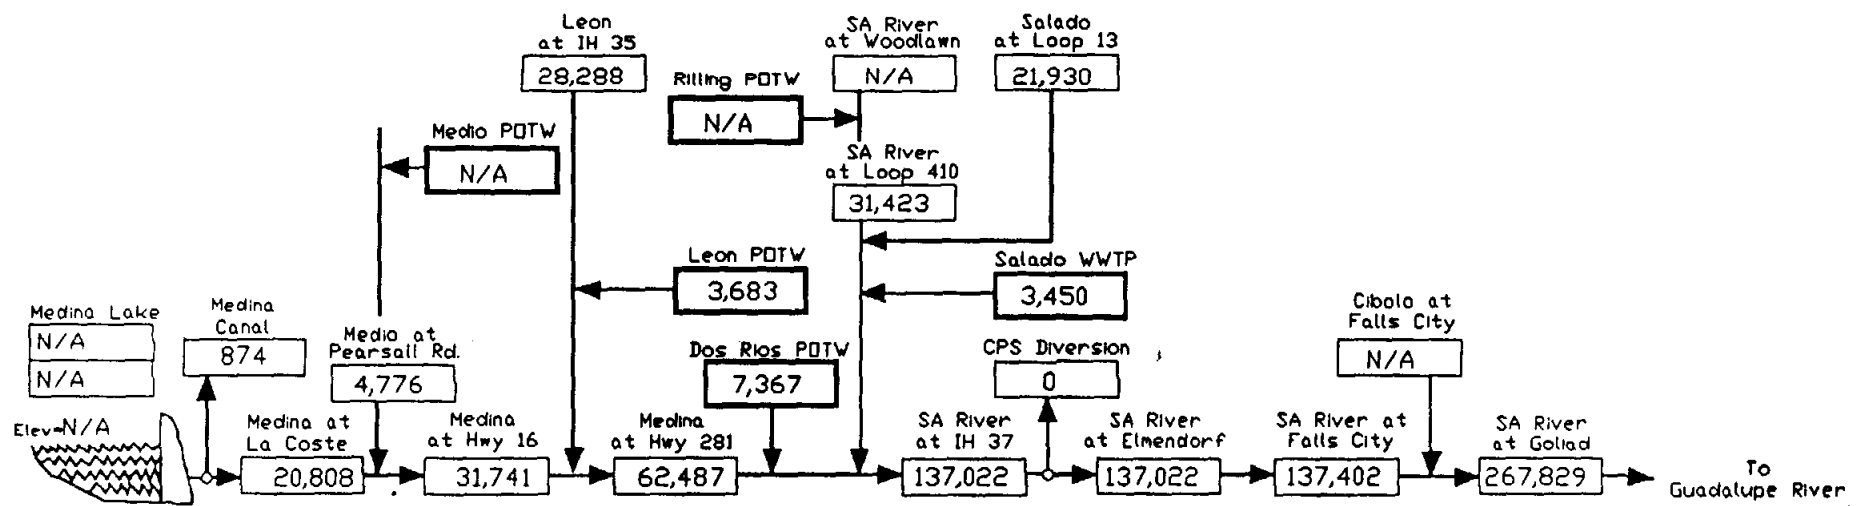 Leon
at IH 35
28,288
Rilling POTW
N/A
SA River
at Woodlawn
N/A
Salado
at Loop 13
21,930
Medio POTW
N/A
SA River
at Loop 410
31,423
Leon POTW
3,683
Salado WWTP
3,450
Medina Lake
N/A
N/A
Elev=N/A
Medina
Canal
874
Medio at
Pearsall Rd.
4,776
Dos Rios POTW
7,367
CPS Diversion
0
Cibolo at
Falls City
N/A
Medina at
La Coste
20,808
Medina
at Hwy 16
31,741
Medina
at Hwy 281
62,487
SA River
at IH 37
137,022
SA River
at Elmendorf
137,022
SA River at
Falls City
137,402
SA River
at Goliad
267,829
To
Guadalupe River